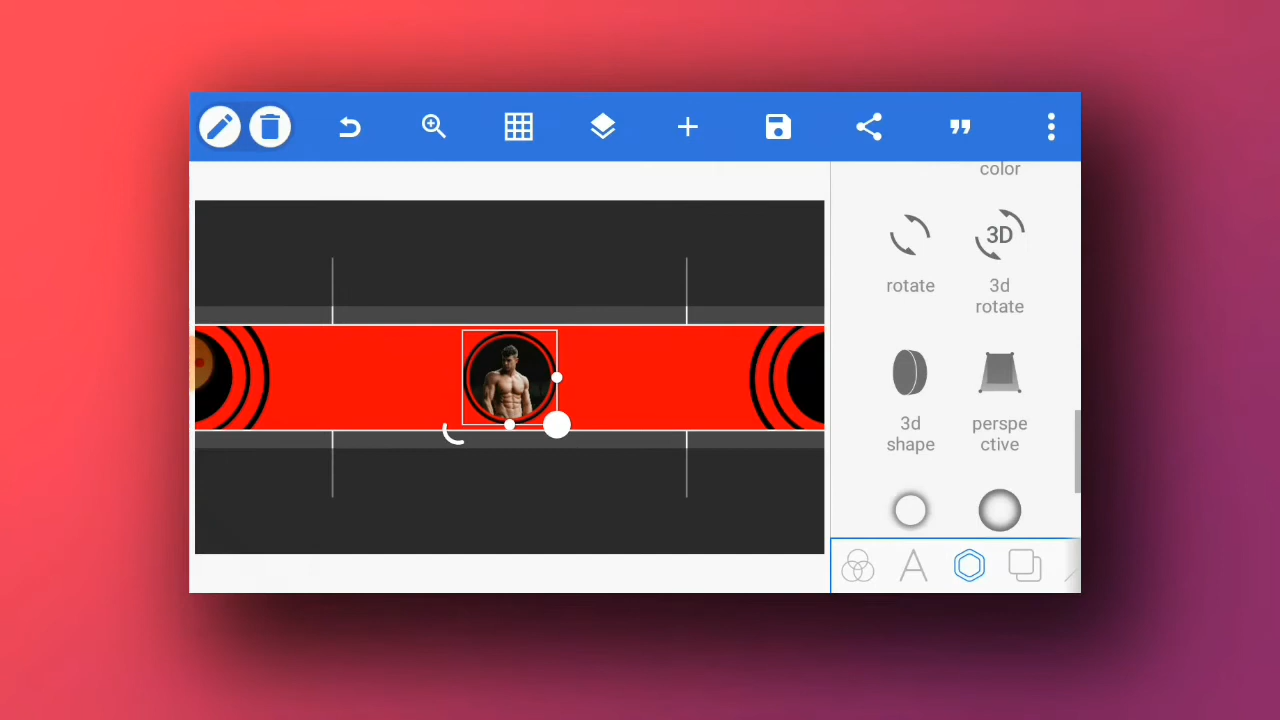 color
rotate
3D
3d
rotate
3d
shape
perspe
ctive